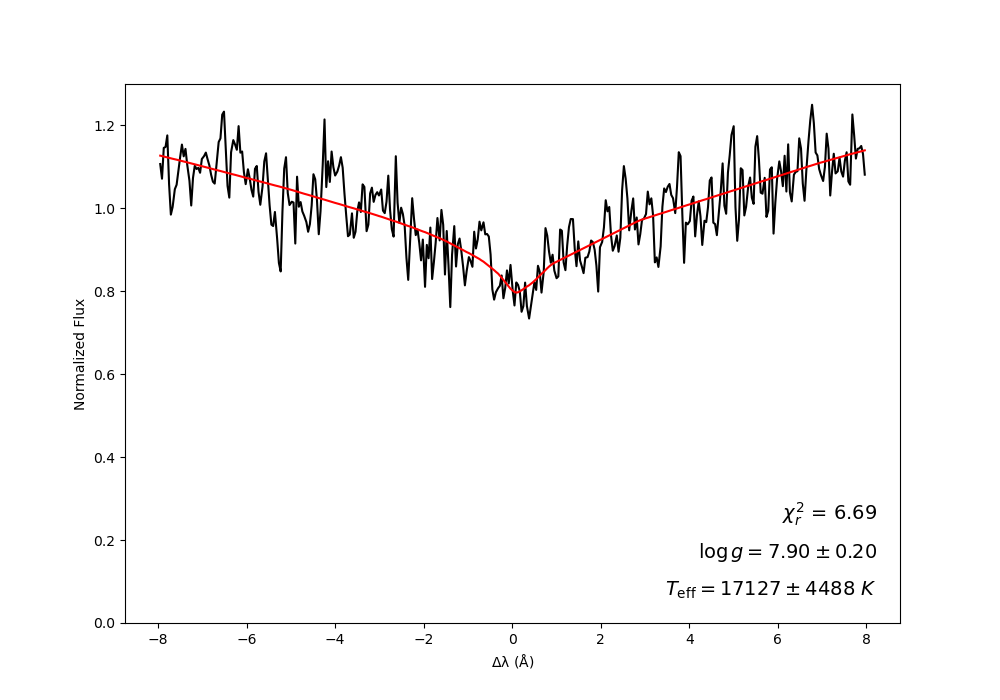 1.2
1.0
0.8
0.6
0.4
0.2
0.0
Normalized Flux
χ²ᵣ = 6.69
log g = 7.90 ± 0.20
T_eff = 17127 ± 4488 K
−8 −6 −4 −2 0 2 4 6 8
Δλ (Å)